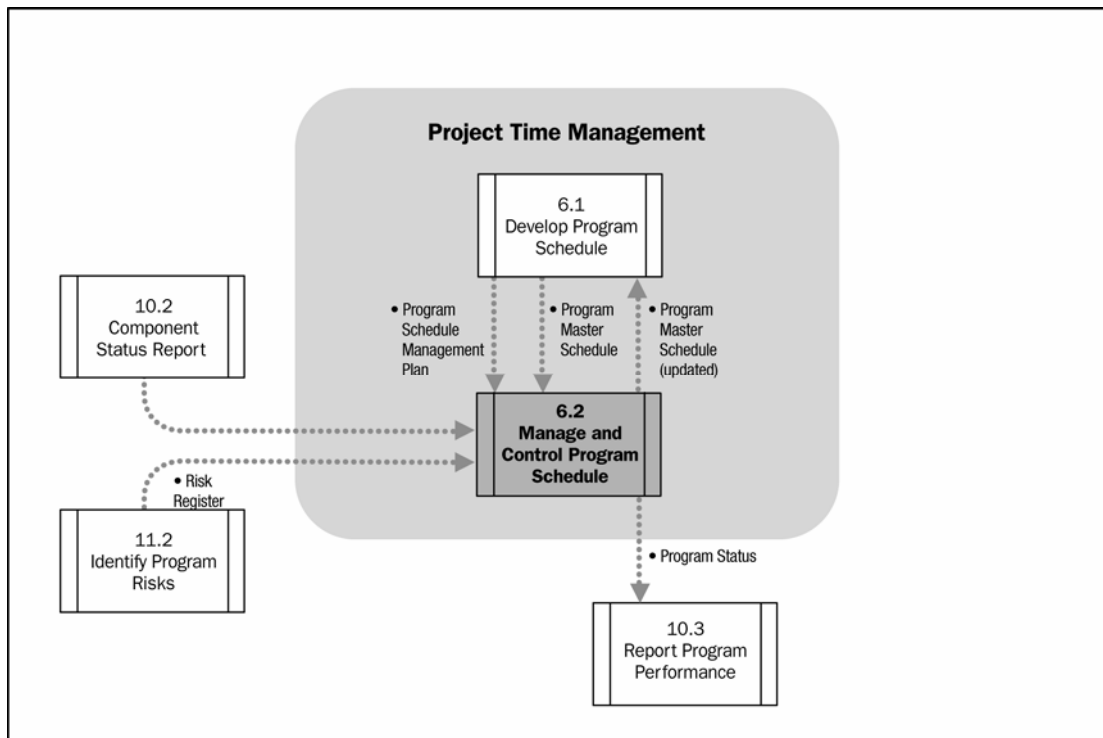 Project Time Management
6.1
Develop Program
Schedule
10.2
Component
Status Report
• Program
Schedule
Management
Plan
• Program
Master
Schedule
• Program
Master
Schedule
(updated)
6.2
Manage and
Control Program
Schedule
• Risk
Register
11.2
Identify Program
Risks
• Program Status
10.3
Report Program
Performance